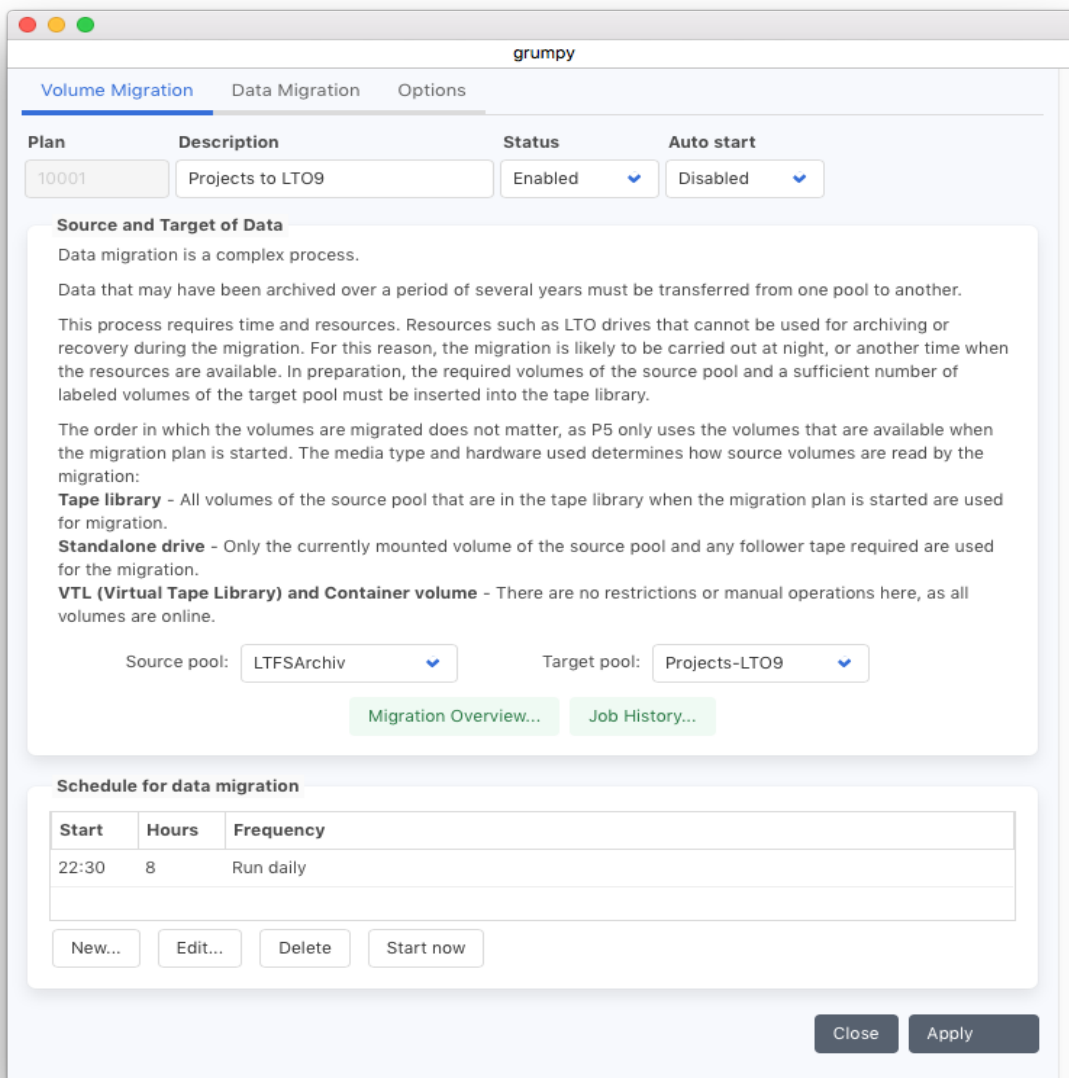 grumpy
Volume Migration Data Migration Options
Plan Description Status Auto start
10001 Projects to LTO9 Enabled Disabled
Source and Target of Data
Data migration is a complex process.
Data that may have been archived over a period of several years must be transferred from one pool to another.
This process requires time and resources. Resources such as LTO drives that cannot be used for archiving or
recovery during the migration. For this reason, the migration is likely to be carried out at night, or another time when
the resources are available. In preparation, the required volumes of the source pool and a sufficient number of
labeled volumes of the target pool must be inserted into the tape library.
The order in which the volumes are migrated does not matter, as P5 only uses the volumes that are available when
the migration plan is started. The media type and hardware used determines how source volumes are read by the
migration:
Tape library - All volumes of the source pool that are in the tape library when the migration plan is started are used
for migration.
Standalone drive - Only the currently mounted volume of the source pool and any follower tape required are used
for the migration.
VTL (Virtual Tape Library) and Container volume - There are no restrictions or manual operations here, as all
volumes are online.
Source pool: LTFSArchiv Target pool: Projects-LTO9
Migration Overview... Job History...
Schedule for data migration
Start Hours Frequency
22:30 8 Run daily
New... Edit... Delete Start now
Close Apply